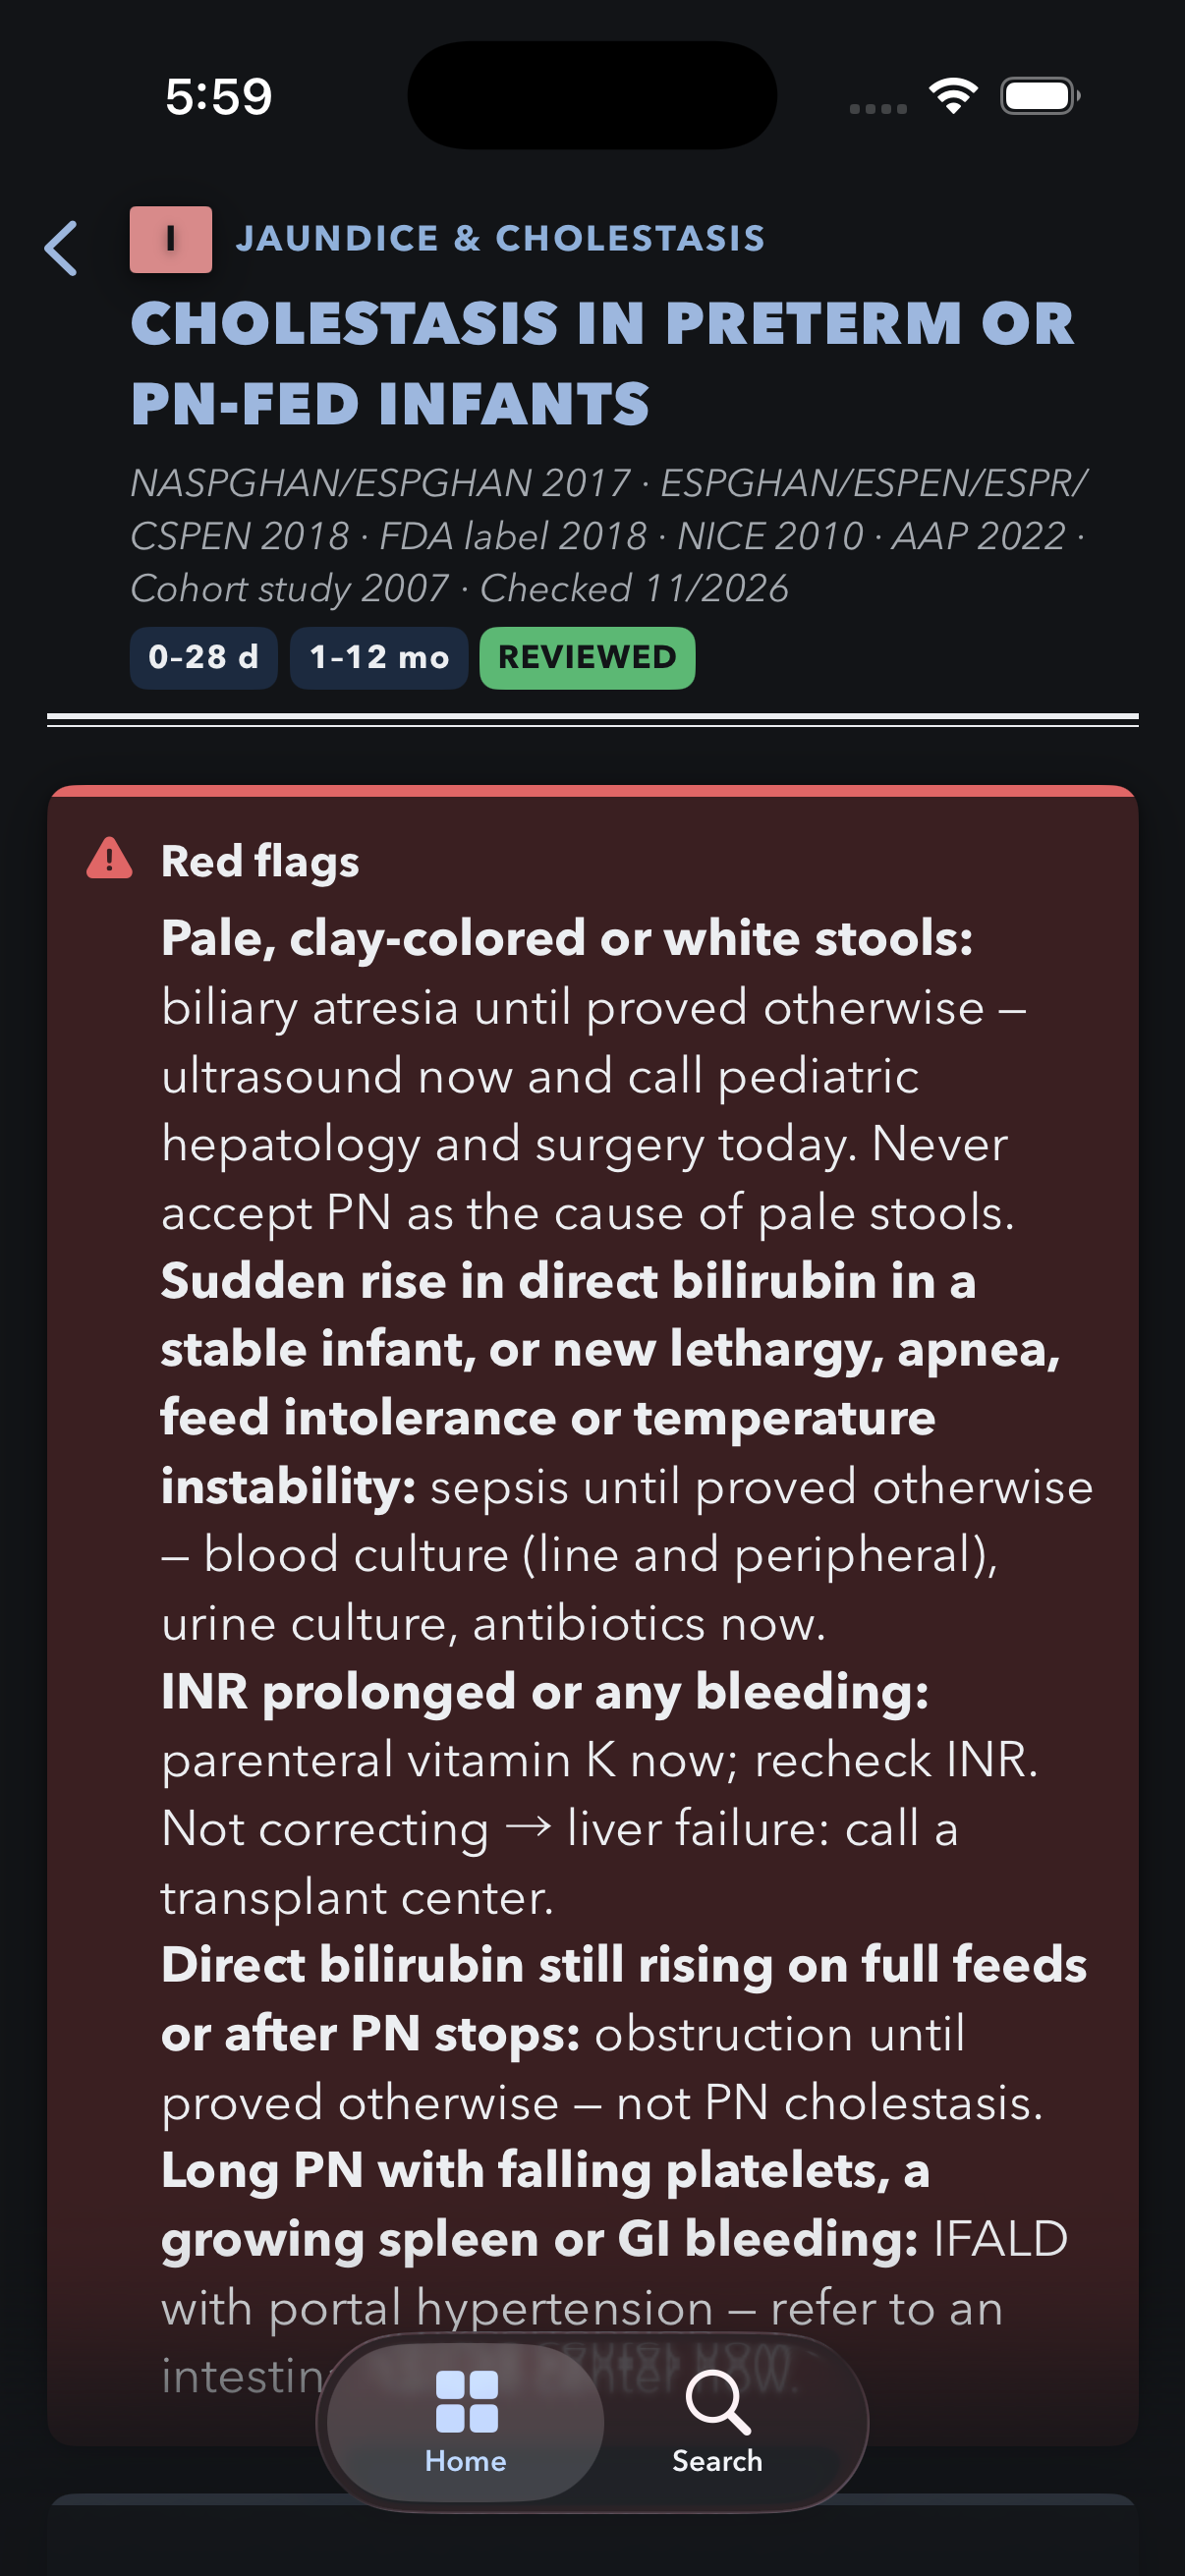 5:59
I JAUNDICE & CHOLESTASIS
CHOLESTASIS IN PRETERM OR
PN-FED INFANTS
NASPGHAN/ESPGHAN 2017 · ESPGHAN/ESPEN/ESPR/
CSPEN 2018 · FDA label 2018 · NICE 2010 · AAP 2022 ·
Cohort study 2007 · Checked 11/2026
0–28 d 1–12 mo REVIEWED
Red flags
Pale, clay-colored or white stools:
biliary atresia until proved otherwise —
ultrasound now and call pediatric
hepatology and surgery today. Never
accept PN as the cause of pale stools.
Sudden rise in direct bilirubin in a
stable infant, or new lethargy, apnea,
feed intolerance or temperature
instability: sepsis until proved otherwise
— blood culture (line and peripheral),
urine culture, antibiotics now.
INR prolonged or any bleeding:
parenteral vitamin K now; recheck INR.
Not correcting → liver failure: call a
transplant center.
Direct bilirubin still rising on full feeds
or after PN stops: obstruction until
proved otherwise — not PN cholestasis.
Long PN with falling platelets, a
growing spleen or GI bleeding: IFALD
with portal hypertension — refer to an
now.
Home Search